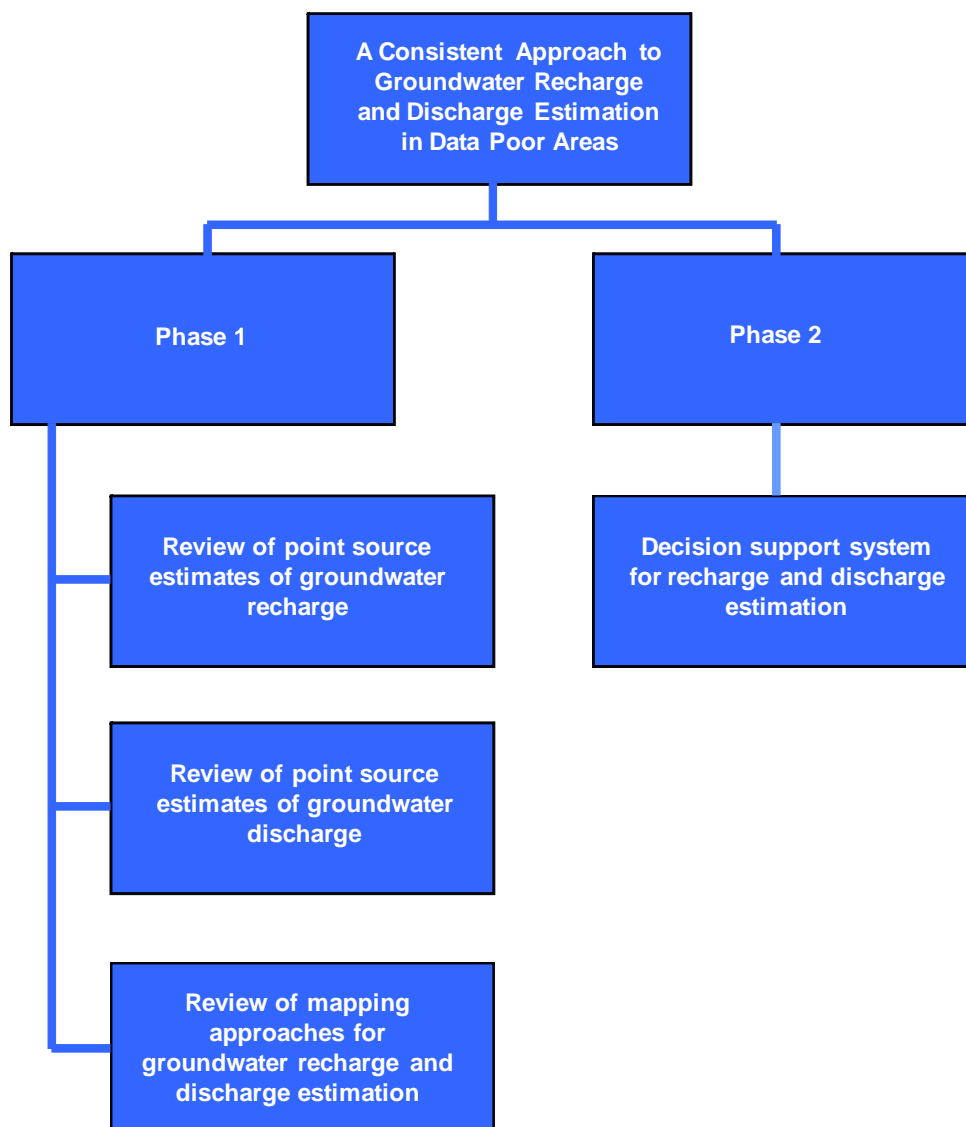 A Consistent Approach to
Groundwater Recharge
and Discharge Estimation
in Data Poor Areas
Phase 1
Phase 2
Review of point source
estimates of groundwater
recharge
Decision support system
for recharge and discharge
estimation
Review of point source
estimates of groundwater
discharge
Review of mapping
approaches for
groundwater recharge and
discharge estimation